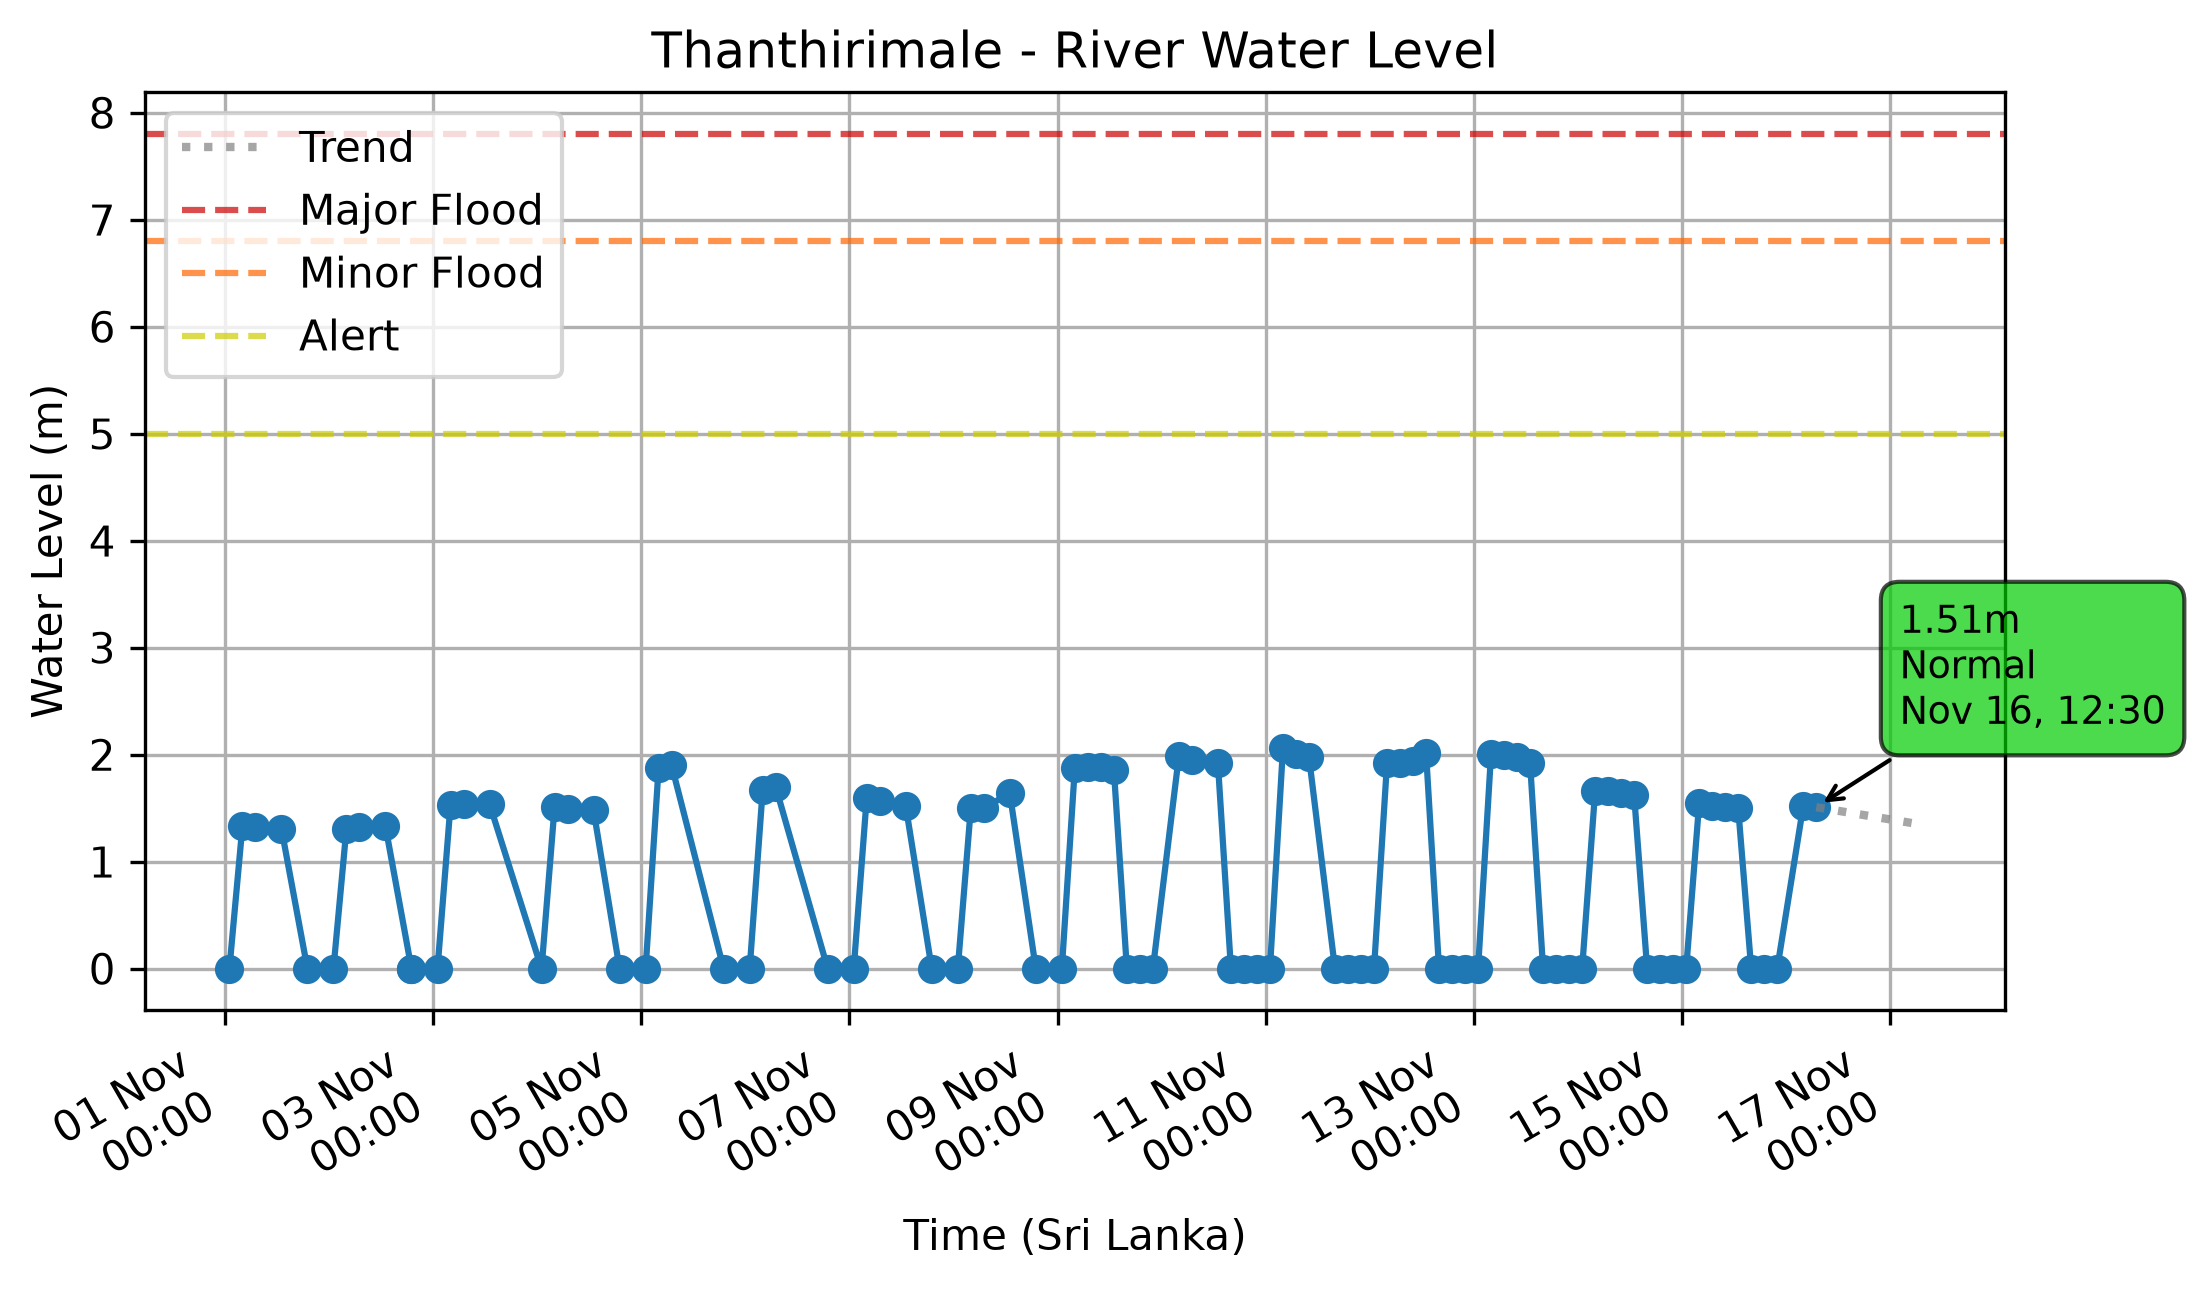 Thanthirimale - River Water Level
8
7
6
5
4
3
2
1
0
Water Level (m)
Trend
Major Flood
Minor Flood
Alert
1.51m
Normal
Nov 16, 12:30
01 Nov
00:00
03 Nov
00:00
05 Nov
00:00
07 Nov
00:00
09 Nov
00:00
11 Nov
00:00
13 Nov
00:00
15 Nov
00:00
17 Nov
00:00
Time (Sri Lanka)